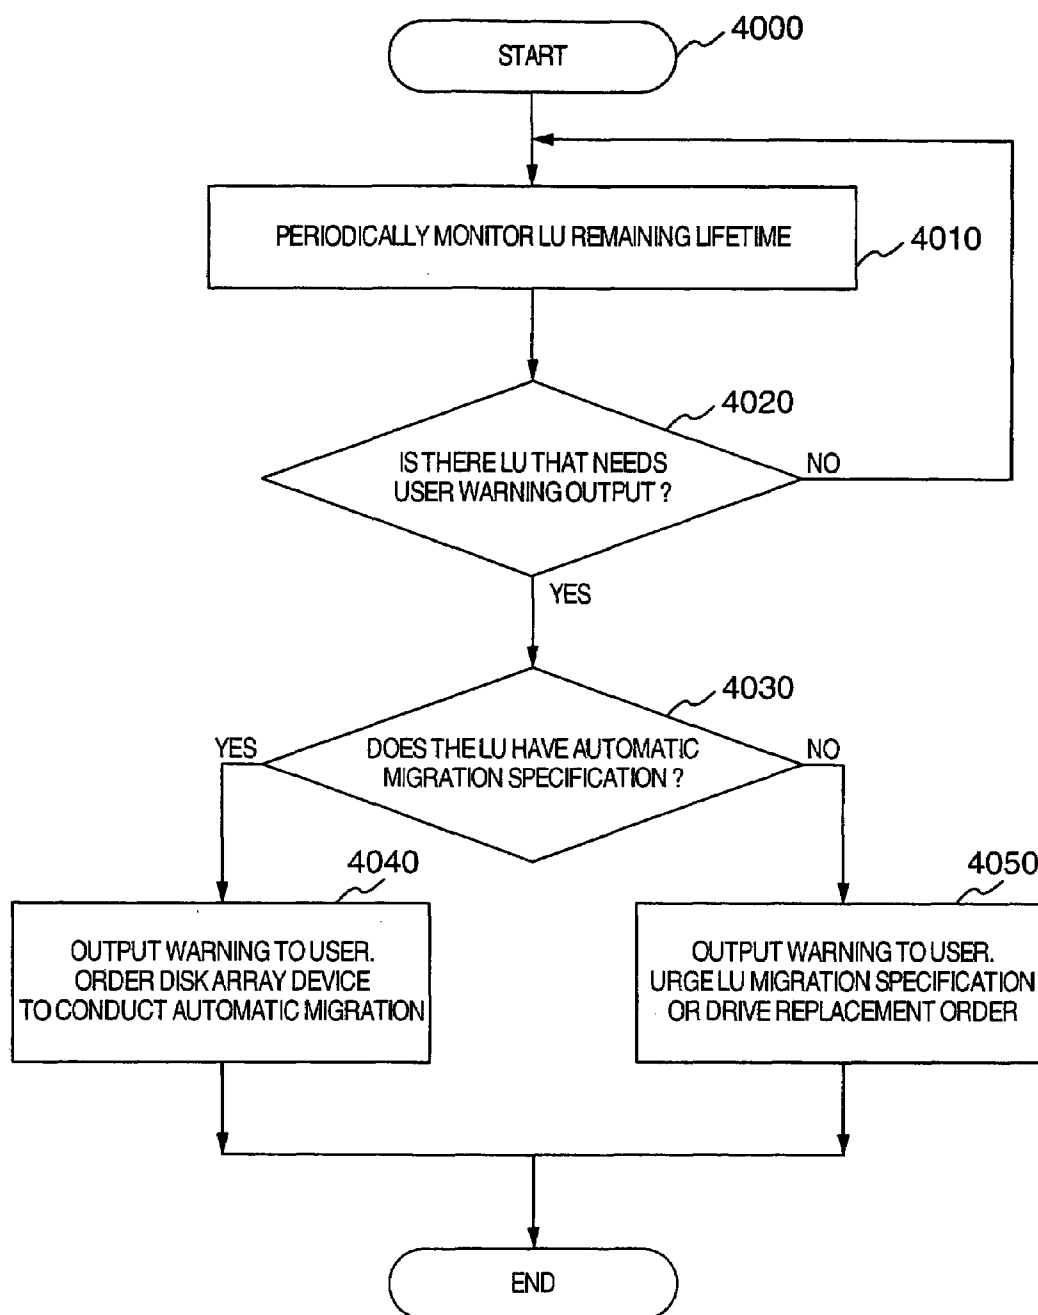 START
4000
PERIODICALLY MONITOR LU REMAINING LIFETIME
4010
4020
IS THERE LU THAT NEEDS
USER WARNING OUTPUT ?
NO
YES
4030
YES
DOES THE LU HAVE AUTOMATIC
MIGRATION SPECIFICATION ?
NO
4040
OUTPUT WARNING TO USER.
ORDER DISK ARRAY DEVICE
TO CONDUCT AUTOMATIC MIGRATION
4050
OUTPUT WARNING TO USER.
URGE LU MIGRATION SPECIFICATION
OR DRIVE REPLACEMENT ORDER
END